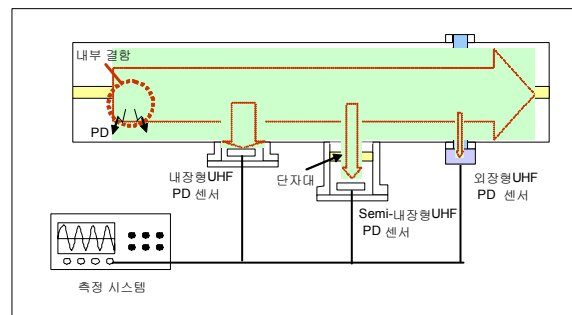 내부 결함
PD
내장형UHF
PD 센서
단자대
Semi-내장형UHF
PD 센서
외장형UHF
PD 센서
측정 시스템